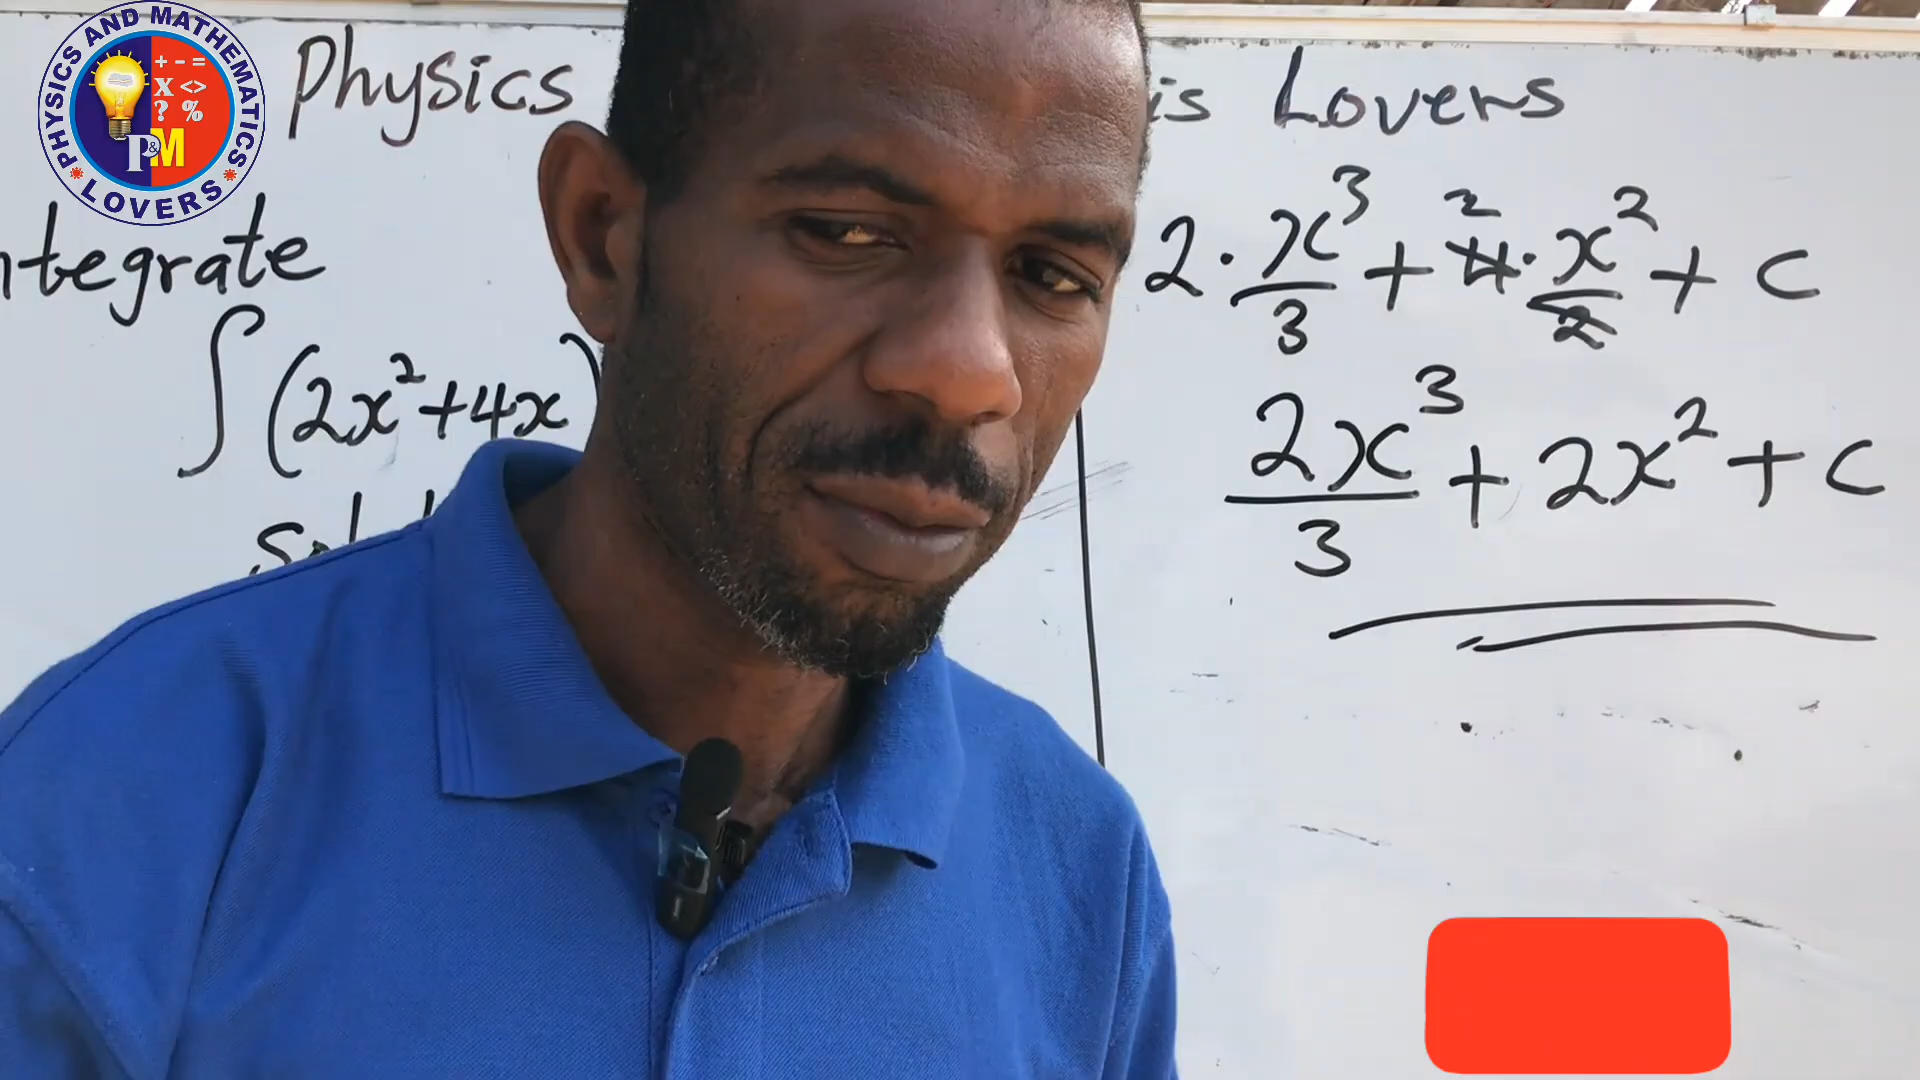 PHYSICS AND MATHEMATICS
LOVERS
+ - =
X <>
? %
P&M
Physics is Lovers
ntegrate
∫ (2x²+4x)
2 · x³/3 + 4 · x²/2 + c
2
2x³/3 + 2x² + c